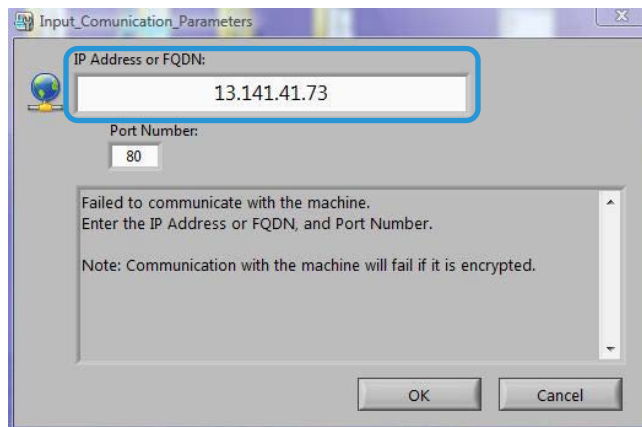 Input_Comunication_Parameters
IP Address or FQDN:
13.141.41.73
Port Number:
80
Failed to communicate with the machine.
Enter the IP Address or FQDN, and Port Number.
Note: Communication with the machine will fail if it is encrypted.
OK Cancel